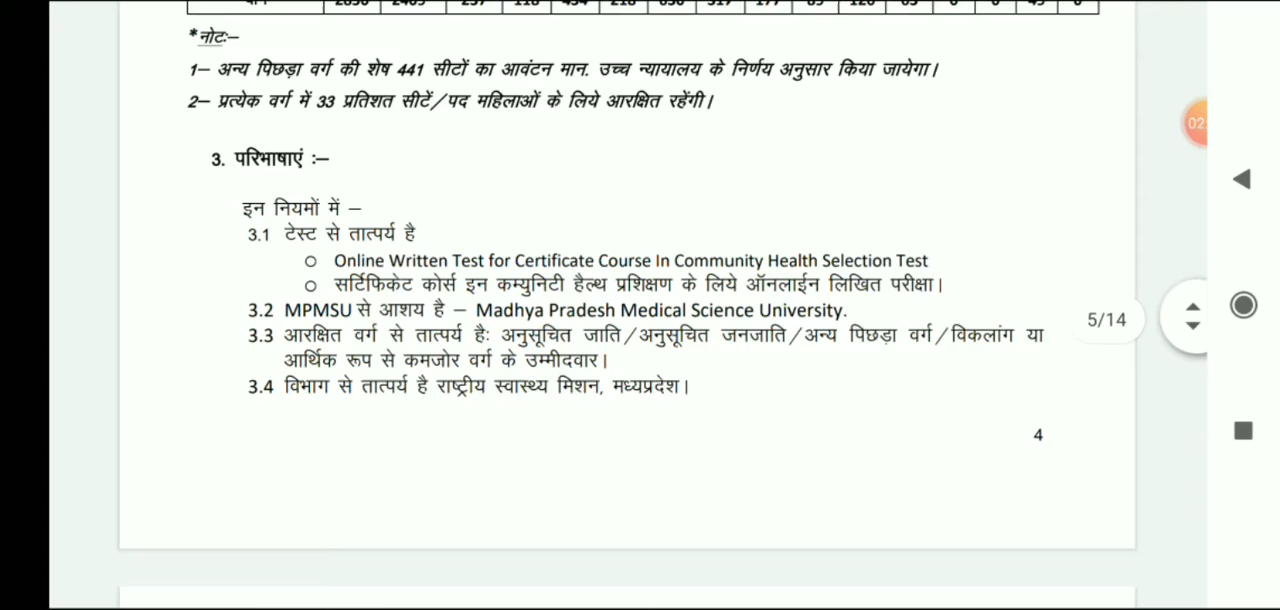 *नोटः–
1– अन्य पिछड़ा वर्ग की शेष 441 सीटों का आवंटन मान. उच्च न्यायालय के निर्णय अनुसार किया जायेगा।
2– प्रत्येक वर्ग में 33 प्रतिशत सीटें/पद महिलाओं के लिये आरक्षित रहेंगी।
3. परिभाषाएं :–
इन नियमों में –
3.1 टेस्ट से तात्पर्य है
o Online Written Test for Certificate Course In Community Health Selection Test
o सर्टिफिकेट कोर्स इन कम्युनिटी हैल्थ प्रशिक्षण के लिये ऑनलाईन लिखित परीक्षा।
3.2 MPMSU से आशय है – Madhya Pradesh Medical Science University.
3.3 आरक्षित वर्ग से तात्पर्य हैः अनुसूचित जाति/अनुसूचित जनजाति/अन्य पिछड़ा वर्ग/विकलांग या
आर्थिक रूप से कमजोर वर्ग के उम्मीदवार।
3.4 विभाग से तात्पर्य है राष्ट्रीय स्वास्थ्य मिशन, मध्यप्रदेश।
4
5/14
02